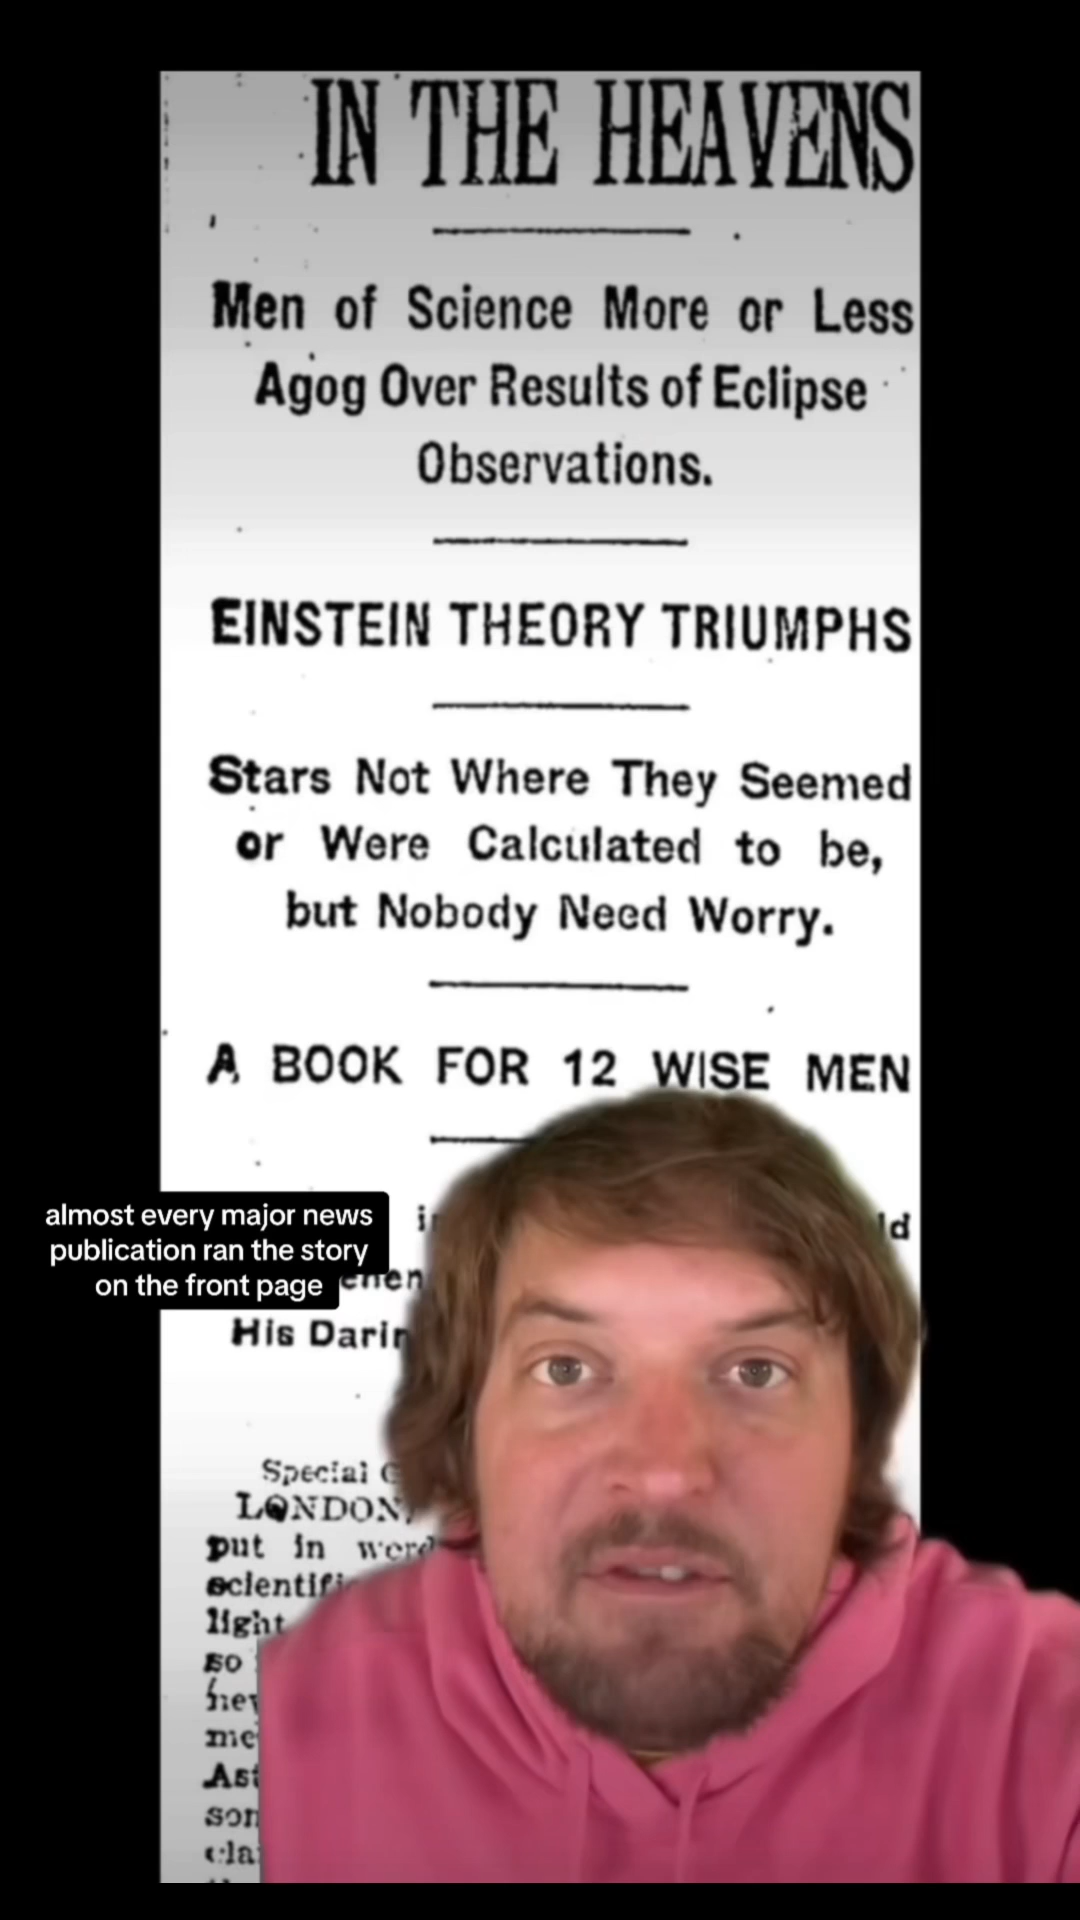 IN THE HEAVENS
Men of Science More or Less
Agog Over Results of Eclipse
Observations.
EINSTEIN THEORY TRIUMPHS
Stars Not Where They Seemed
or Were Calculated to be,
but Nobody Need Worry.
A BOOK FOR 12 WISE MEN
almost every major news
publication ran the story
on the front page
His
Special
LONDON,
put in
light
so